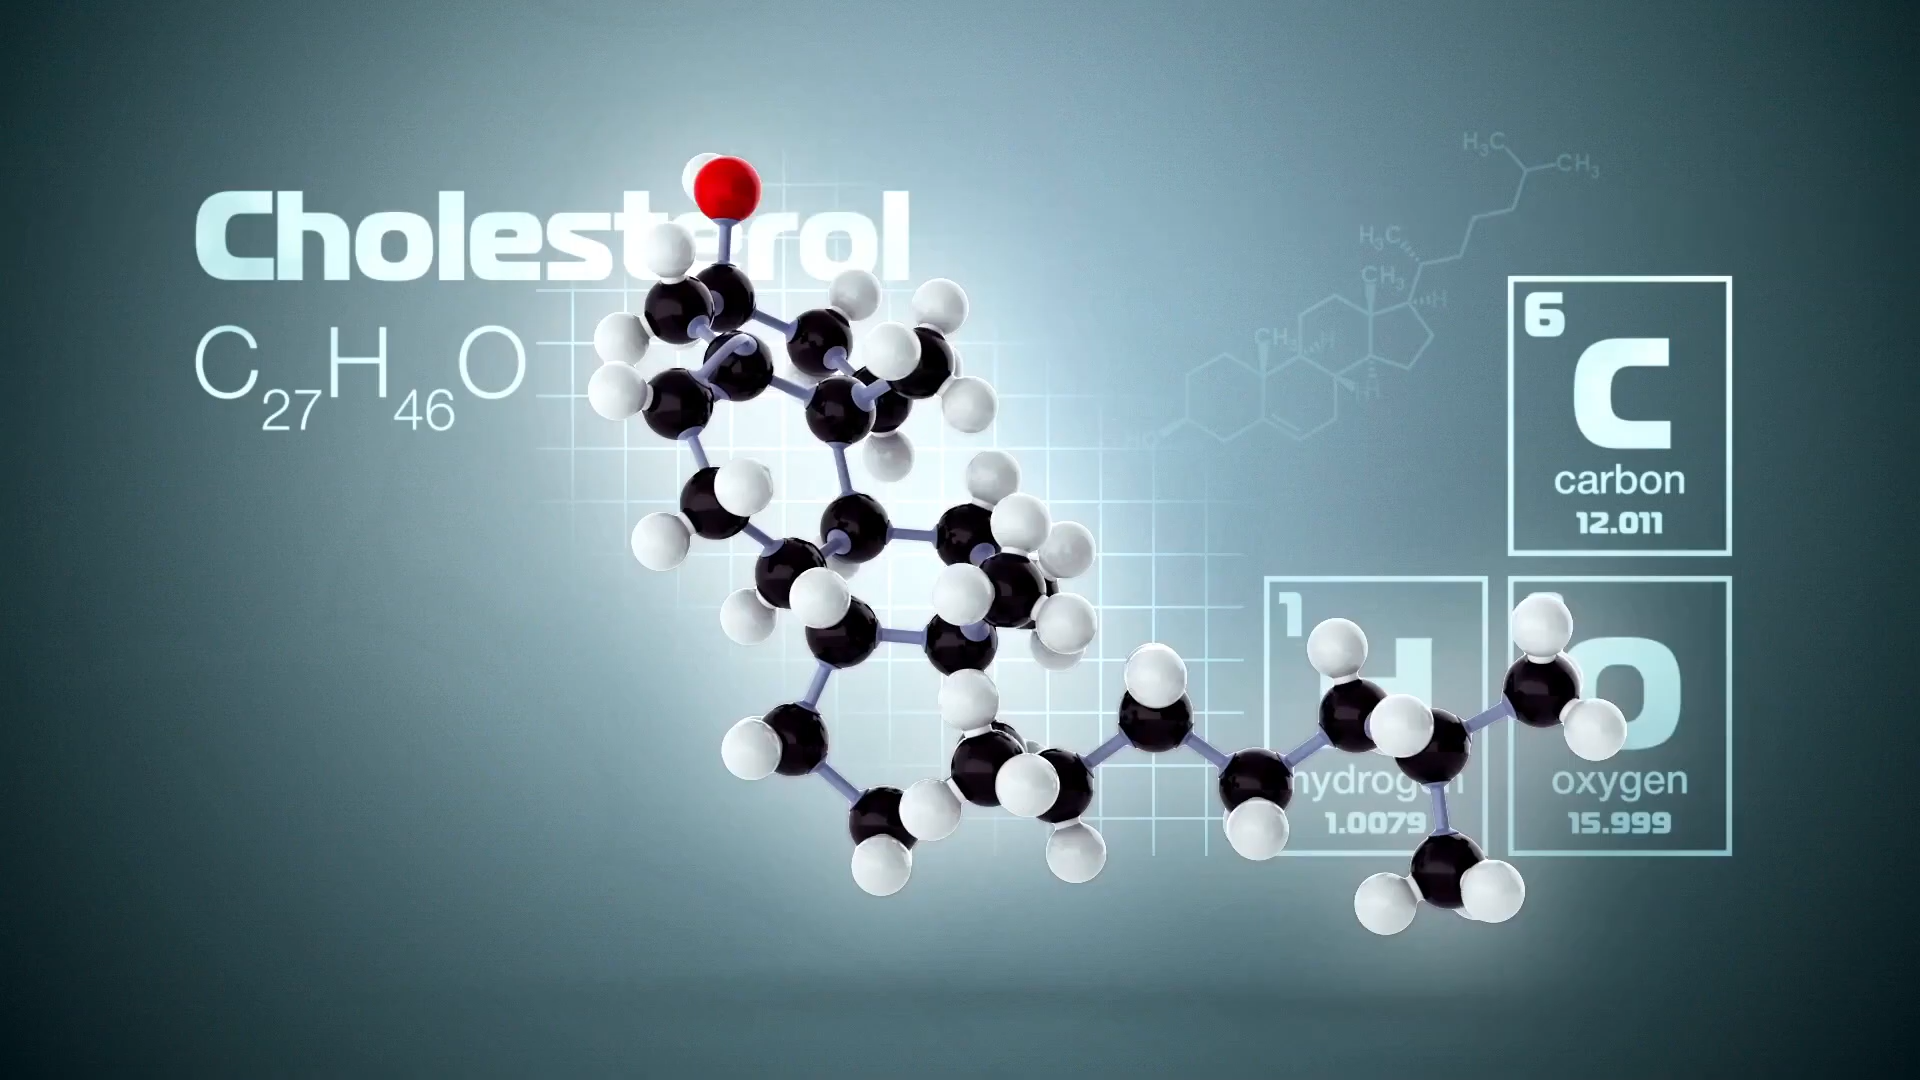 Cholesterol
C27H46O
H3C
CH3
H3C
CH3
H
CH3
H
H
H
HO
6
C
carbon
12.011
1
H
hydrogen
1.0079
O
oxygen
15.999